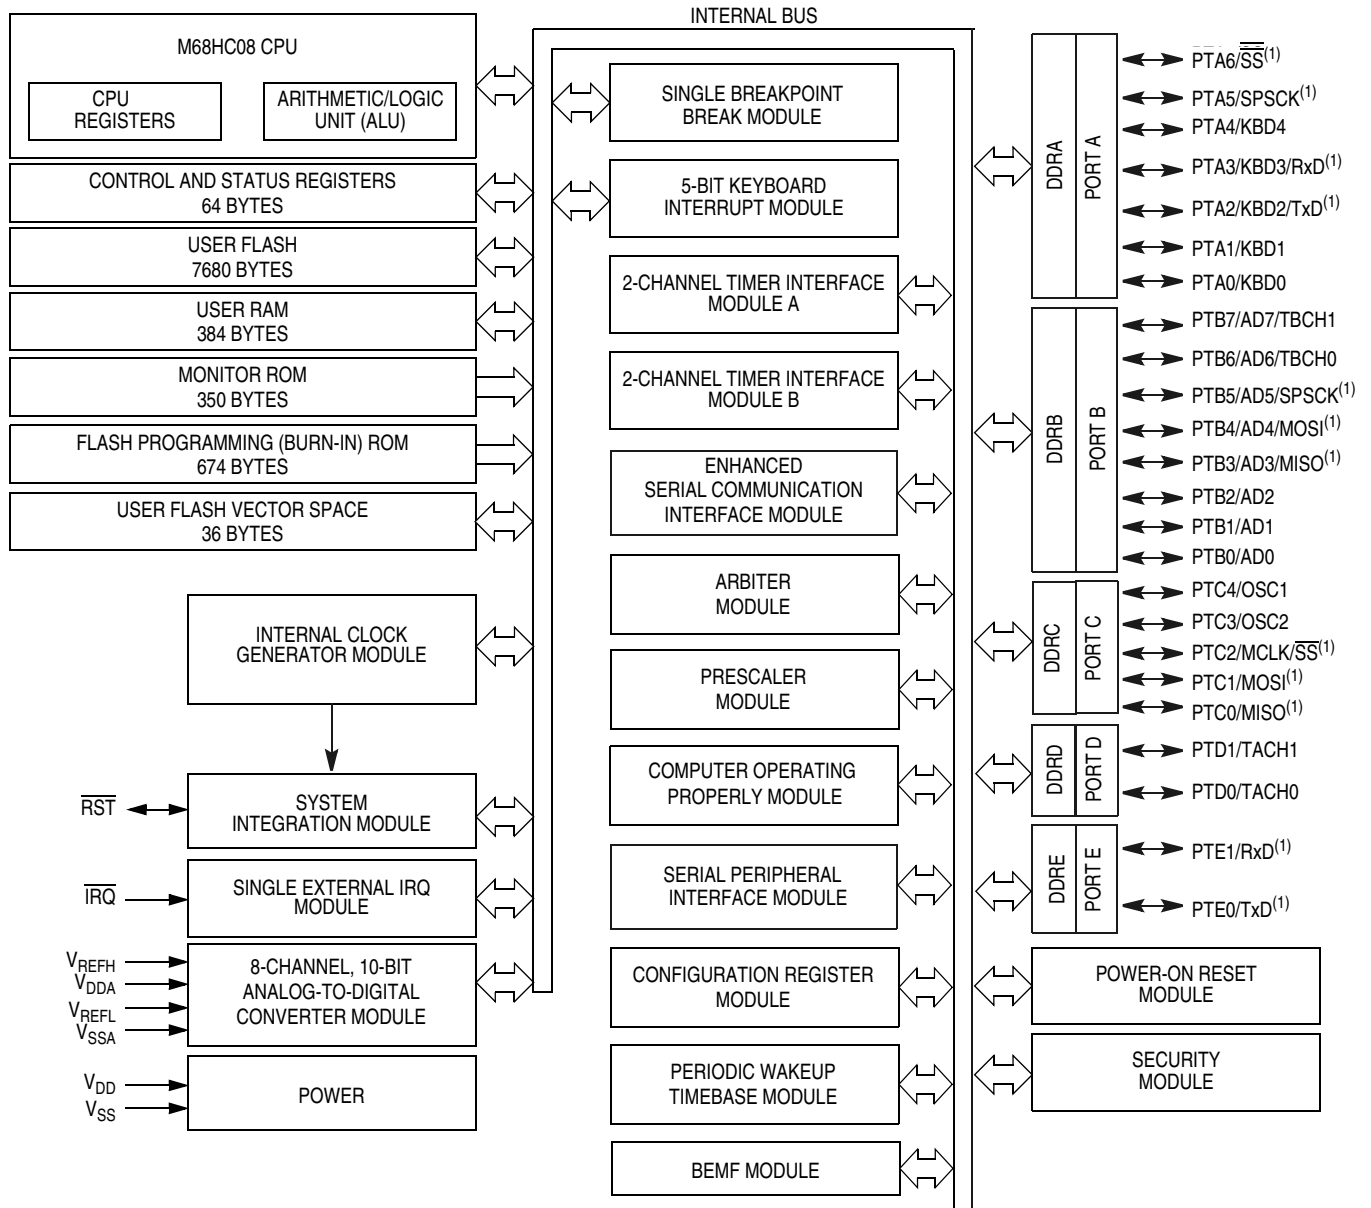 INTERNAL BUS
M68HC08 CPU
CPU
REGISTERS
ARITHMETIC/LOGIC
UNIT (ALU)
CONTROL AND STATUS REGISTERS
64 BYTES
USER FLASH
7680 BYTES
USER RAM
384 BYTES
MONITOR ROM
350 BYTES
FLASH PROGRAMMING (BURN-IN) ROM
674 BYTES
USER FLASH VECTOR SPACE
36 BYTES
INTERNAL CLOCK
GENERATOR MODULE
RST
SYSTEM
INTEGRATION MODULE
IRQ
SINGLE EXTERNAL IRQ
MODULE
VREFH
VDDA
VREFL
VSSA
8-CHANNEL, 10-BIT
ANALOG-TO-DIGITAL
CONVERTER MODULE
VDD
VSS
POWER
SINGLE BREAKPOINT
BREAK MODULE
5-BIT KEYBOARD
INTERRUPT MODULE
2-CHANNEL TIMER INTERFACE
MODULE A
2-CHANNEL TIMER INTERFACE
MODULE B
ENHANCED
SERIAL COMMUNICATION
INTERFACE MODULE
ARBITER
MODULE
PRESCALER
MODULE
COMPUTER OPERATING
PROPERLY MODULE
SERIAL PERIPHERAL
INTERFACE MODULE
CONFIGURATION REGISTER
MODULE
PERIODIC WAKEUP
TIMEBASE MODULE
BEMF MODULE
DDRA
PORT A
PTA6/SS(1)
PTA5/SPSCK(1)
PTA4/KBD4
PTA3/KBD3/RxD(1)
PTA2/KBD2/TxD(1)
PTA1/KBD1
PTA0/KBD0
DDRB
PORT B
PTB7/AD7/TBCH1
PTB6/AD6/TBCH0
PTB5/AD5/SPSCK(1)
PTB4/AD4/MOSI(1)
PTB3/AD3/MISO(1)
PTB2/AD2
PTB1/AD1
PTB0/AD0
DDRC
PORT C
PTC4/OSC1
PTC3/OSC2
PTC2/MCLK/SS(1)
PTC1/MOSI(1)
PTC0/MISO(1)
DDRD
PORT D
PTD1/TACH1
PTD0/TACH0
DDRE
PORT E
PTE1/RxD(1)
PTE0/TxD(1)
POWER-ON RESET
MODULE
SECURITY
MODULE